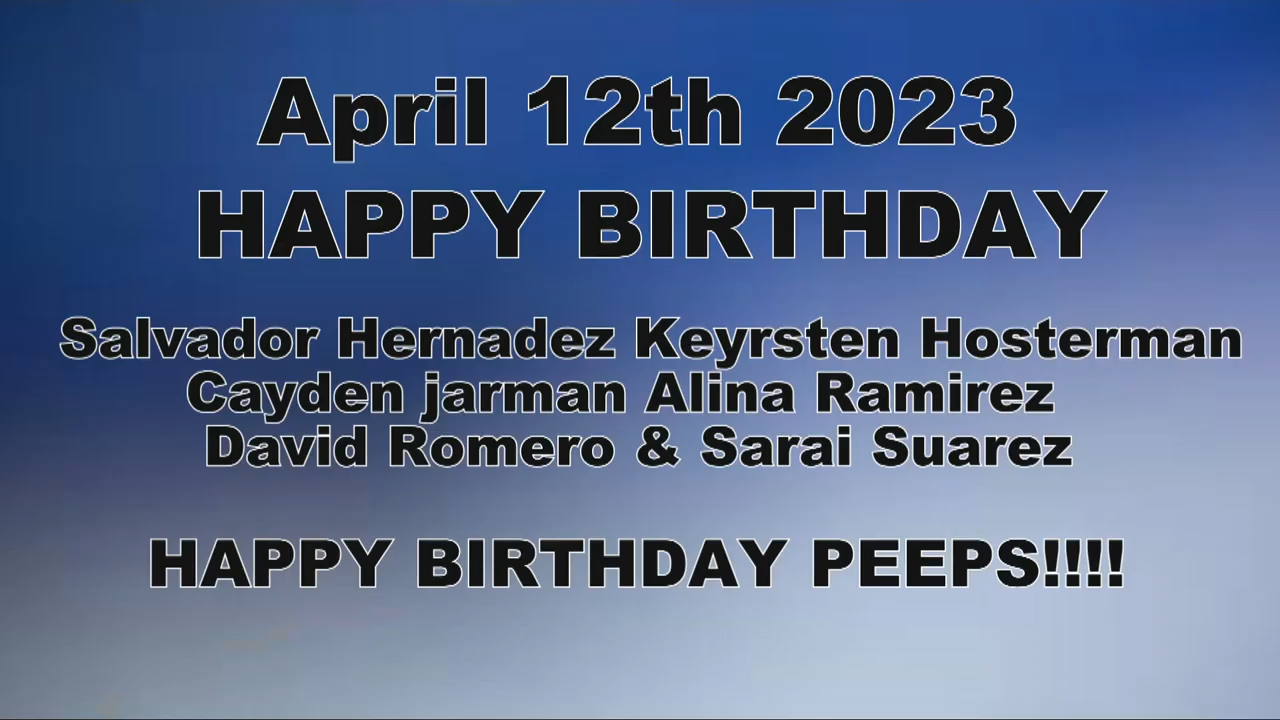 April 12th 2023
HAPPY BIRTHDAY
Salvador Hernadez Keyrsten Hosterman
Cayden jarman Alina Ramirez
David Romero & Sarai Suarez
HAPPY BIRTHDAY PEEPS!!!!